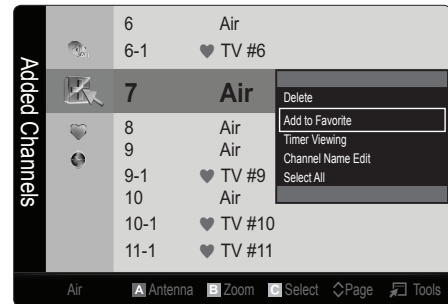 Added Channels
6 Air
6-1 ♥ TV #6
7 Air
8 Air
9 Air
9-1 ♥ TV #9
10 Air
10-1 ♥ TV #10
11-1 ♥ TV #11
Delete
Add to Favorite
Timer Viewing
Channel Name Edit
Select All
Air A Antenna B Zoom C Select Page Tools